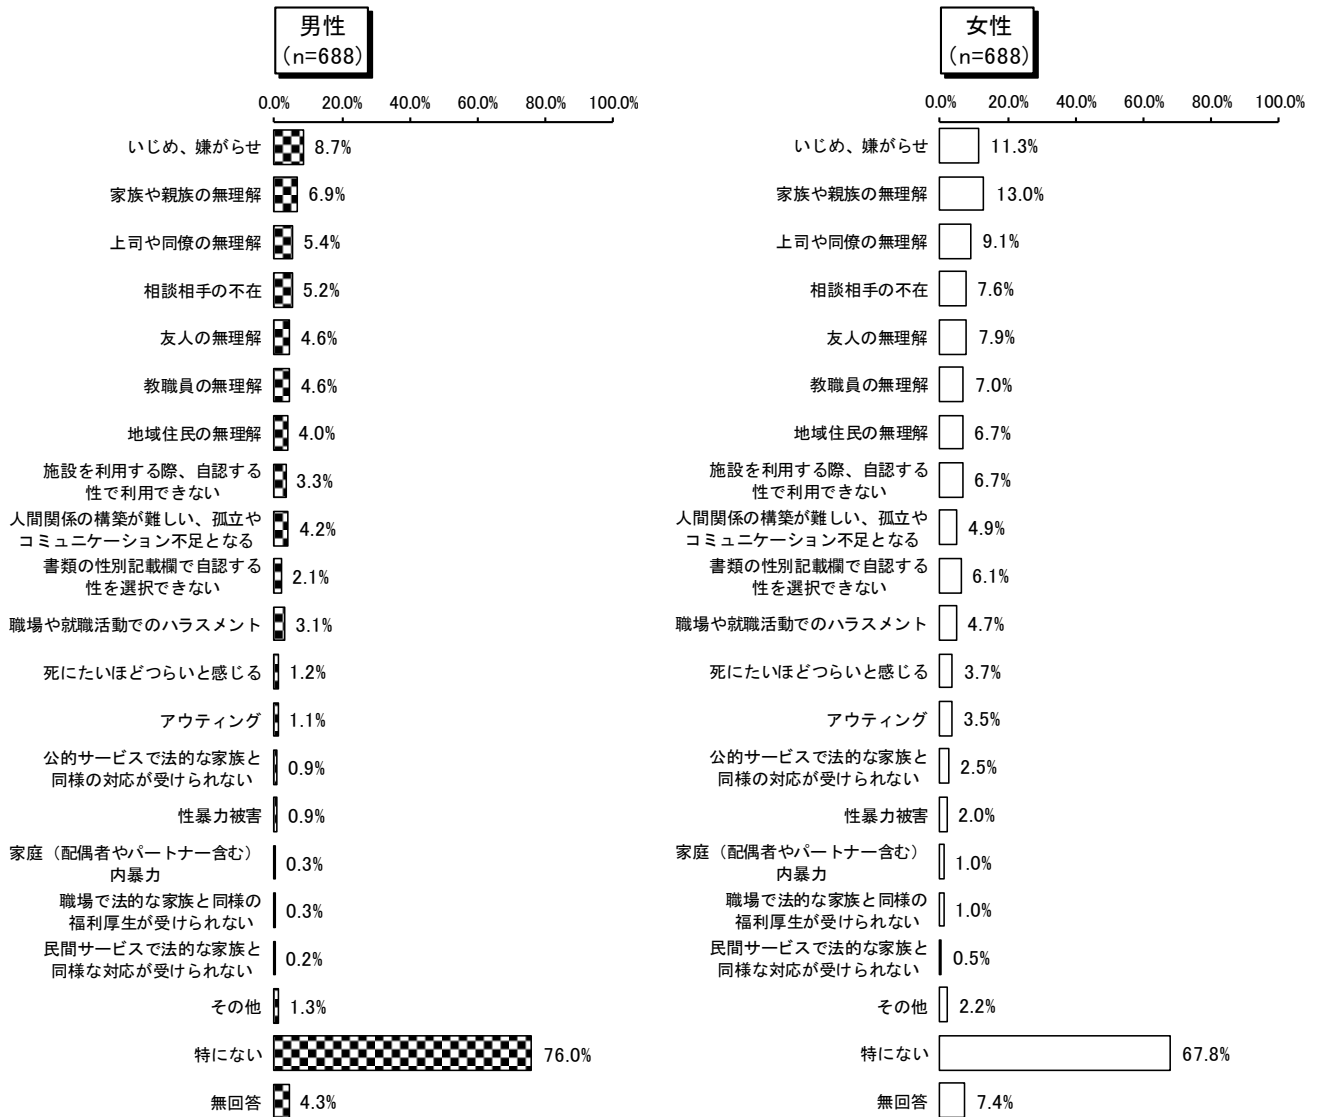 男性
(n=688)
0.0% 20.0% 40.0% 60.0% 80.0% 100.0%
いじめ、嫌がらせ 8.7%
家族や親族の無理解 6.9%
上司や同僚の無理解 5.4%
相談相手の不在 5.2%
友人の無理解 4.6%
教職員の無理解 4.6%
地域住民の無理解 4.0%
施設を利用する際、自認する
性で利用できない 3.3%
人間関係の構築が難しい、孤立や
コミュニケーション不足となる 4.2%
書類の性別記載欄で自認する
性を選択できない 2.1%
職場や就職活動でのハラスメント 3.1%
死にたいほどつらいと感じる 1.2%
アウティング 1.1%
公的サービスで法的な家族と
同様の対応が受けられない 0.9%
性暴力被害 0.9%
家庭（配偶者やパートナー含む）
内暴力 0.3%
職場で法的な家族と同様の
福利厚生が受けられない 0.3%
民間サービスで法的な家族と
同様な対応が受けられない 0.2%
その他 1.3%
特にない 76.0%
無回答 4.3%
女性
(n=688)
0.0% 20.0% 40.0% 60.0% 80.0% 100.0%
いじめ、嫌がらせ 11.3%
家族や親族の無理解 13.0%
上司や同僚の無理解 9.1%
相談相手の不在 7.6%
友人の無理解 7.9%
教職員の無理解 7.0%
地域住民の無理解 6.7%
施設を利用する際、自認する
性で利用できない 6.7%
人間関係の構築が難しい、孤立や
コミュニケーション不足となる 4.9%
書類の性別記載欄で自認する
性を選択できない 6.1%
職場や就職活動でのハラスメント 4.7%
死にたいほどつらいと感じる 3.7%
アウティング 3.5%
公的サービスで法的な家族と
同様の対応が受けられない 2.5%
性暴力被害 2.0%
家庭（配偶者やパートナー含む）
内暴力 1.0%
職場で法的な家族と同様の
福利厚生が受けられない 1.0%
民間サービスで法的な家族と
同様な対応が受けられない 0.5%
その他 2.2%
特にない 67.8%
無回答 7.4%